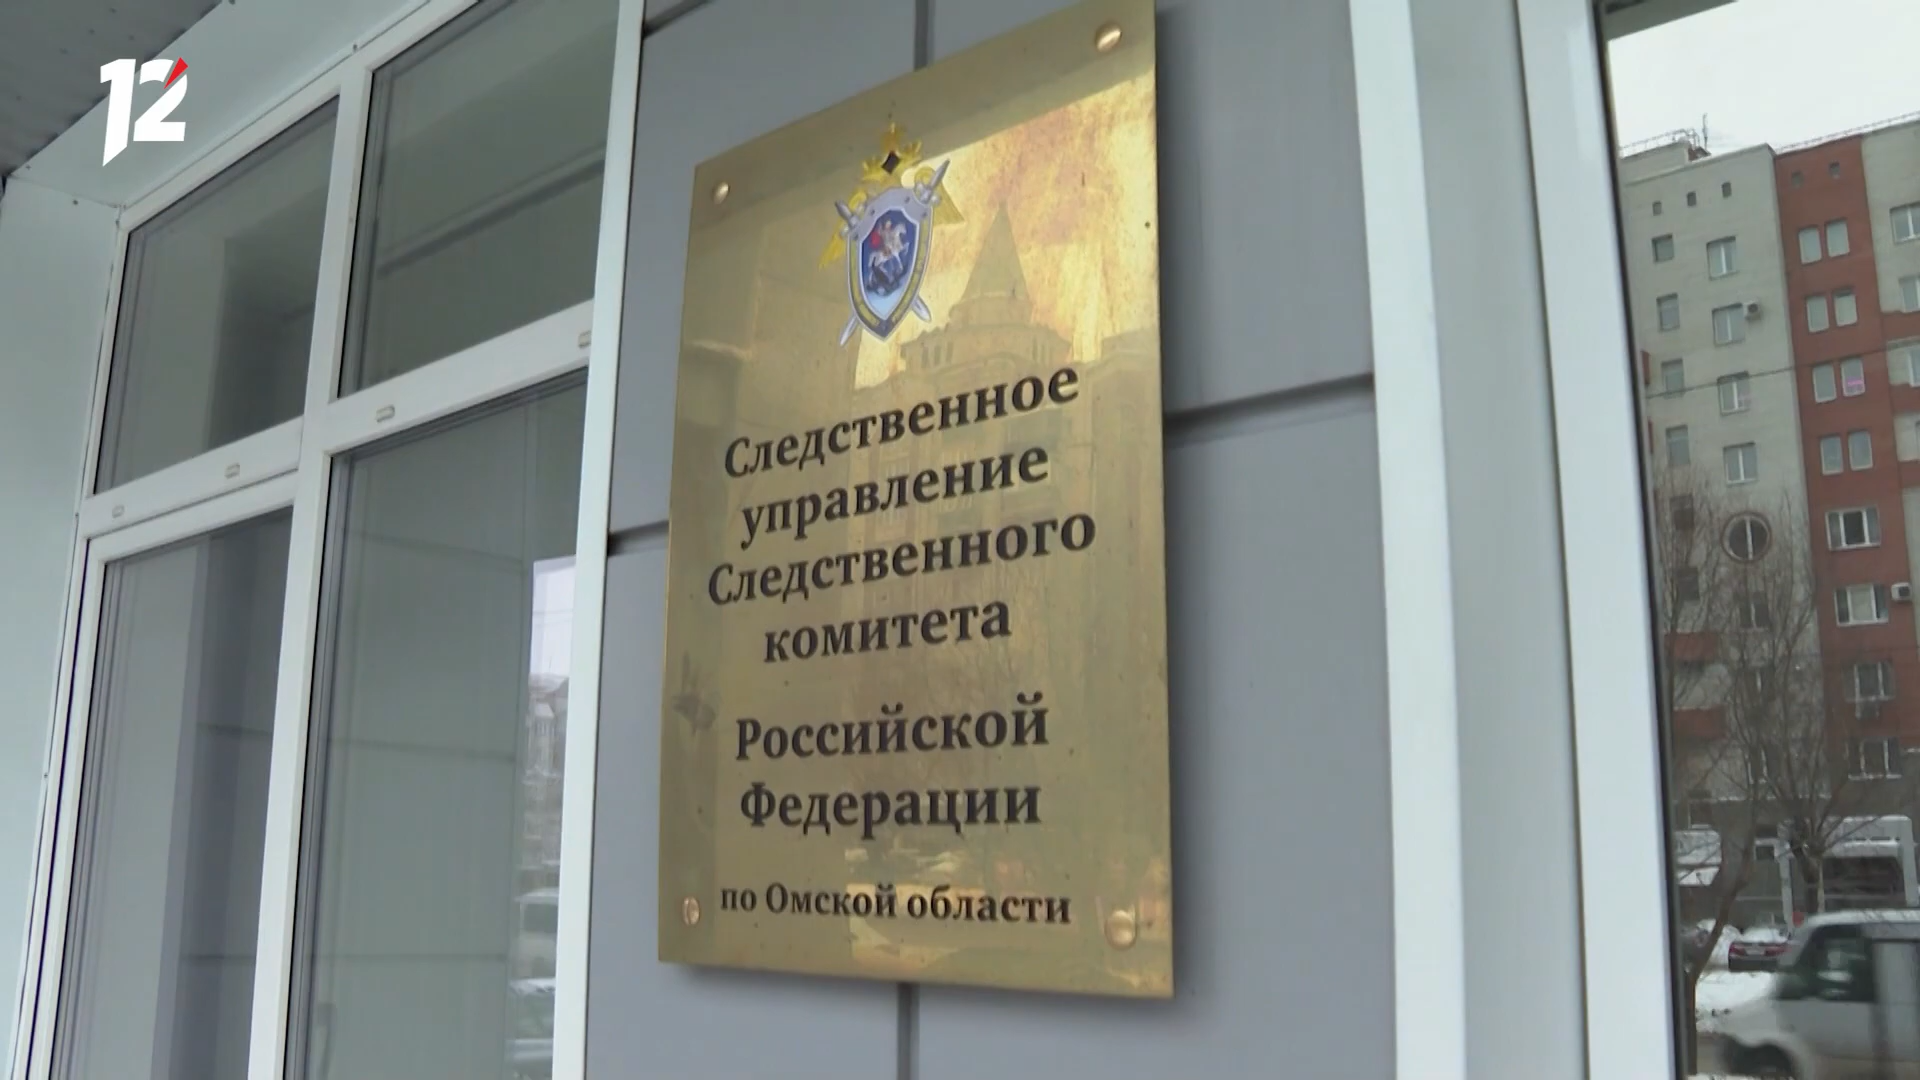 12
Следственное
управление
Следственного
комитета
Российской
Федерации
по Омской области